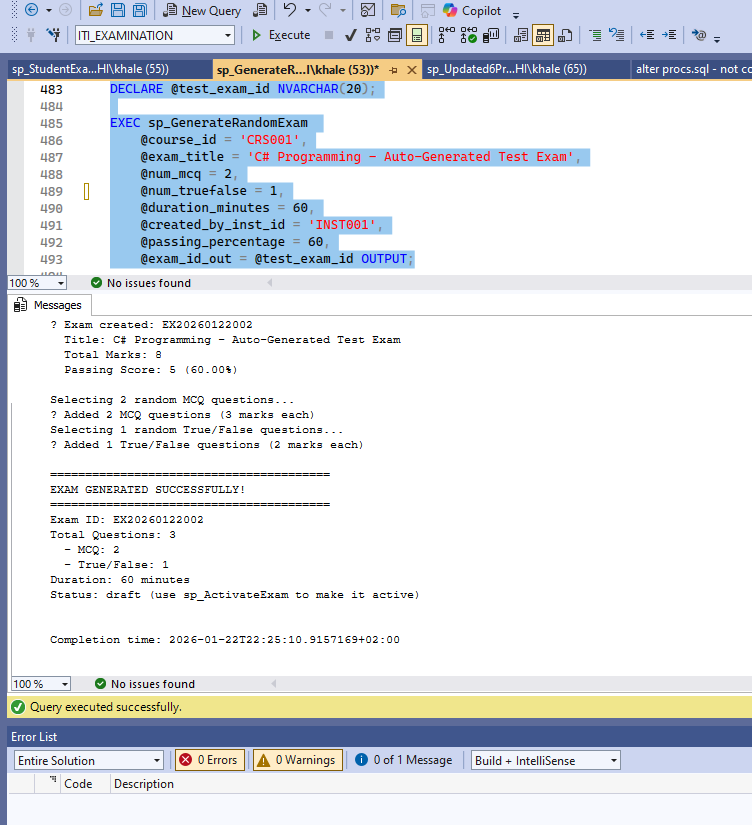 New Query
Copilot
ITI_EXAMINATION
Execute
sp_StudentExa...HI\khale (55))
sp_GenerateR...I\khale (53))*
sp_Updated6Pr...HI\khale (65))
alter procs.sql - not co
483 DECLARE @test_exam_id NVARCHAR(20);
484
485 EXEC sp_GenerateRandomExam
486 @course_id = 'CRS001',
487 @exam_title = 'C# Programming - Auto-Generated Test Exam',
488 @num_mcq = 2,
489 @num_truefalse = 1,
490 @duration_minutes = 60,
491 @created_by_inst_id = 'INST001',
492 @passing_percentage = 60,
493 @exam_id_out = @test_exam_id OUTPUT;
100 %
No issues found
Messages
? Exam created: EX20260122002
Title: C# Programming - Auto-Generated Test Exam
Total Marks: 8
Passing Score: 5 (60.00%)
Selecting 2 random MCQ questions...
? Added 2 MCQ questions (3 marks each)
Selecting 1 random True/False questions...
? Added 1 True/False questions (2 marks each)
========================================
EXAM GENERATED SUCCESSFULLY!
========================================
Exam ID: EX20260122002
Total Questions: 3
- MCQ: 2
- True/False: 1
Duration: 60 minutes
Status: draft (use sp_ActivateExam to make it active)
Completion time: 2026-01-22T22:25:10.9157169+02:00
100 %
No issues found
Query executed successfully.
Error List
Entire Solution
0 Errors
0 Warnings
0 of 1 Message
Build + IntelliSense
Code
Description